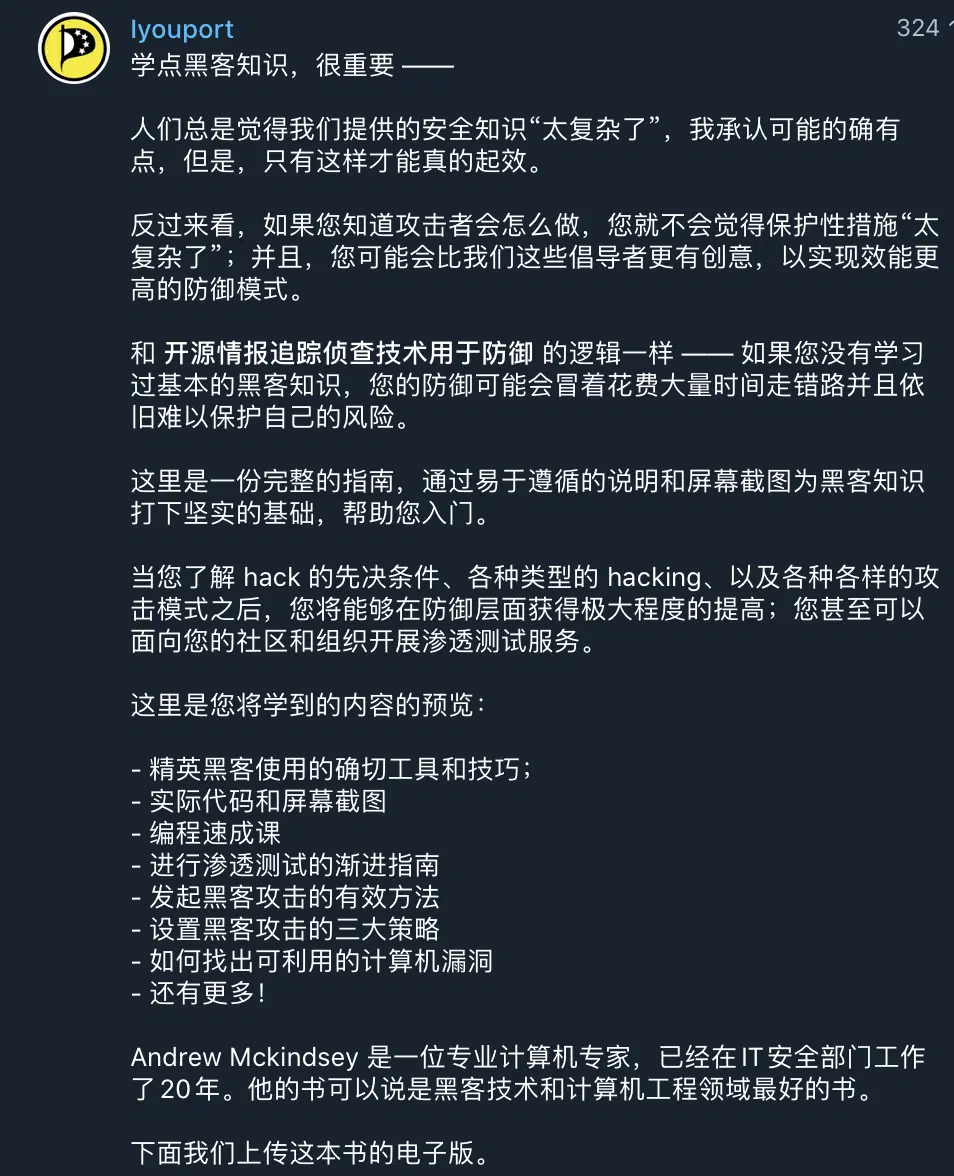 lyouport
324
学点黑客知识，很重要 ——
人们总是觉得我们提供的安全知识“太复杂了”，我承认可能的确有
点，但是，只有这样才能真的起效。
反过来看，如果您知道攻击者会怎么做，您就不会觉得保护性措施“太
复杂了”；并且，您可能会比我们这些倡导者更有创意，以实现效能更
高的防御模式。
和 开源情报追踪侦查技术用于防御 的逻辑一样 —— 如果您没有学习
过基本的黑客知识，您的防御可能会冒着花费大量时间走错路并且依
旧难以保护自己的风险。
这里是一份完整的指南，通过易于遵循的说明和屏幕截图为黑客知识
打下坚实的基础，帮助您入门。
当您了解 hack 的先决条件、各种类型的 hacking、以及各种各样的攻
击模式之后，您将能够在防御层面获得极大程度的提高；您甚至可以
面向您的社区和组织开展渗透测试服务。
这里是您将学到的内容的预览：
- 精英黑客使用的确切工具和技巧；
- 实际代码和屏幕截图
- 编程速成课
- 进行渗透测试的渐进指南
- 发起黑客攻击的有效方法
- 设置黑客攻击的三大策略
- 如何找出可利用的计算机漏洞
- 还有更多！
Andrew Mckindsey 是一位专业计算机专家，已经在IT安全部门工作
了20年。他的书可以说是黑客技术和计算机工程领域最好的书。
下面我们上传这本书的电子版。